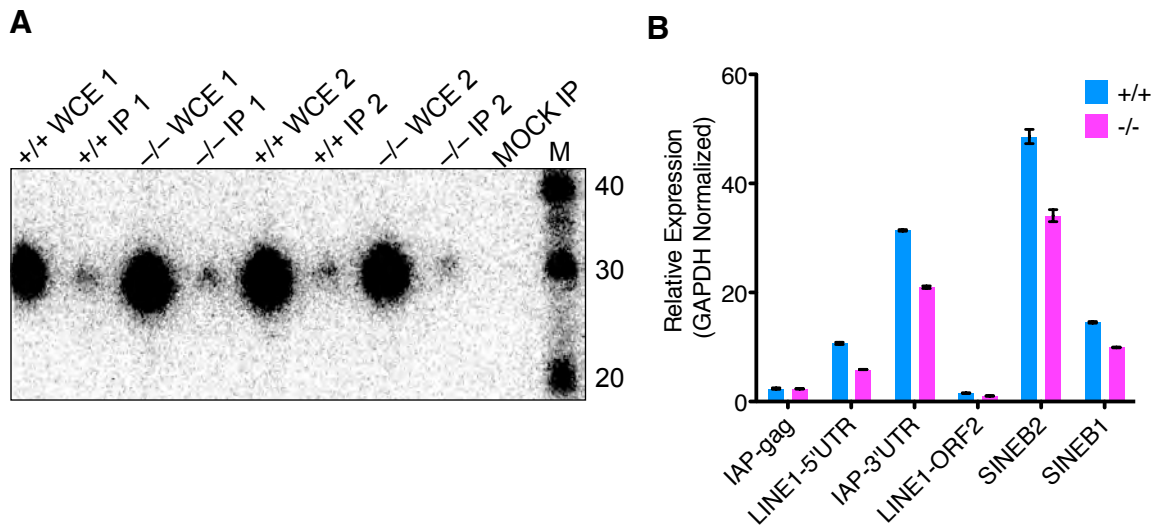 A
+/+ WCE 1
+/+ IP 1
–/– WCE 1
–/– IP 1
+/+ WCE 2
+/+ IP 2
–/– WCE 2
–/– IP 2
MOCK IP
M
40
30
20
B
Relative Expression
(GAPDH Normalized)
60
40
20
0
+/+
-/-
IAP-gag
LINE1-5'UTR
IAP-3'UTR
LINE1-ORF2
SINEB2
SINEB1